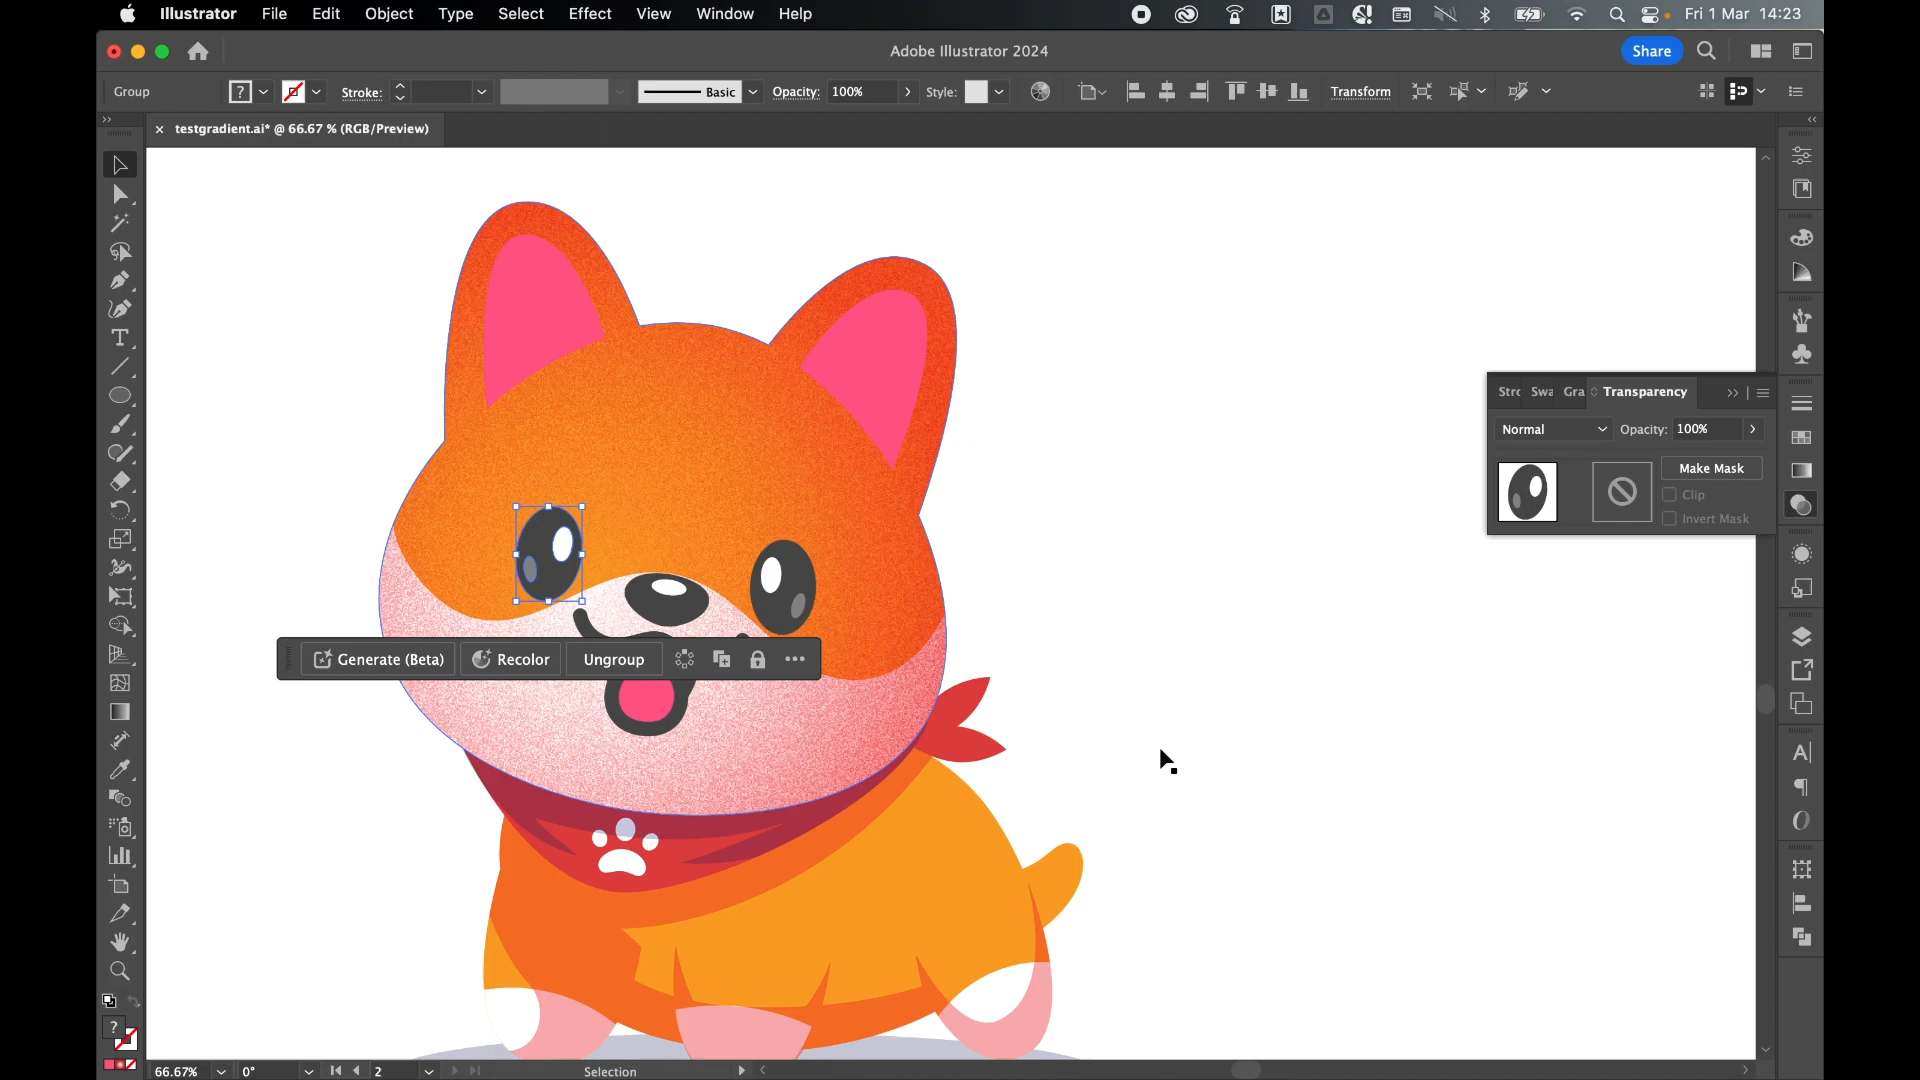 Illustrator File Edit Object Type Select Effect View Window Help Fri 1 Mar 14:23
Adobe Illustrator 2024
Share
Group ? Stroke: Basic Opacity: 100% Style: Transform
× testgradient.ai* @ 66.67 % (RGB/Preview)
Swa Transparency
Normal Opacity: 100%
Make Mask
Clip
Invert Mask
Generate (Beta) Recolor Ungroup
?
66.67% 0° 2 Selection